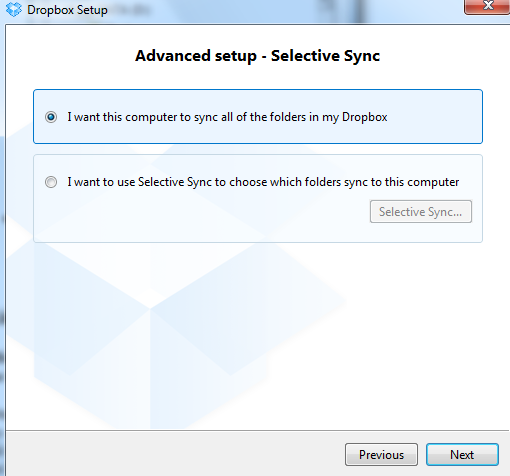 Dropbox Setup
Advanced setup - Selective Sync
I want this computer to sync all of the folders in my Dropbox
I want to use Selective Sync to choose which folders sync to this computer
Selective Sync...
Previous
Next